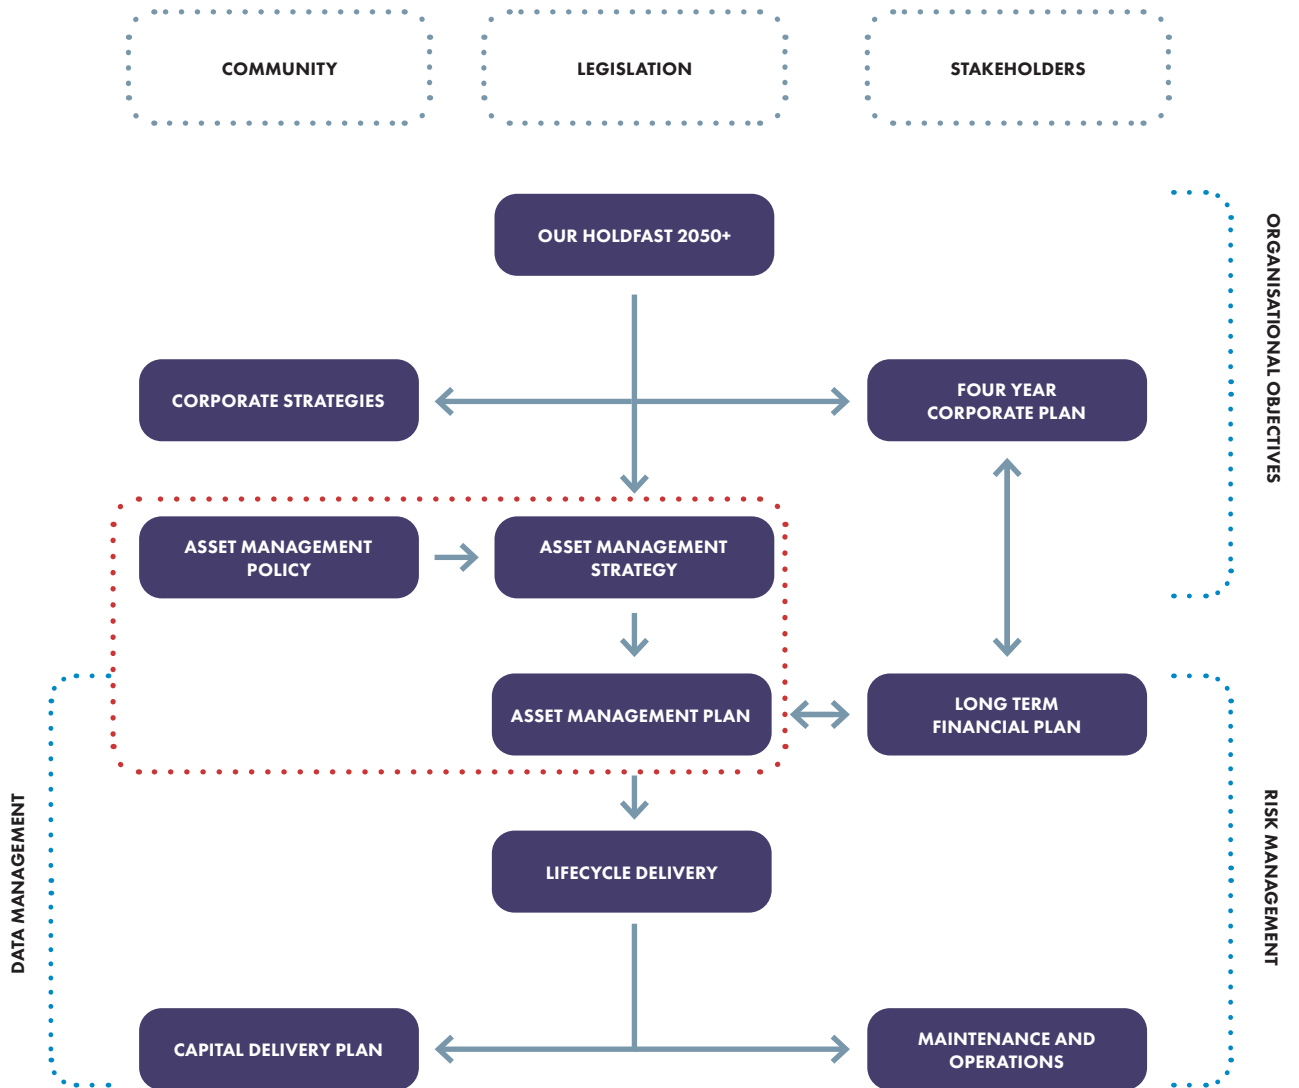 COMMUNITY
LEGISLATION
STAKEHOLDERS
OUR HOLDFAST 2050+
ORGANISATIONAL OBJECTIVES
CORPORATE STRATEGIES
FOUR YEAR
CORPORATE PLAN
ASSET MANAGEMENT
POLICY
ASSET MANAGEMENT
STRATEGY
ASSET MANAGEMENT PLAN
LONG TERM
FINANCIAL PLAN
DATA MANAGEMENT
RISK MANAGEMENT
LIFECYCLE DELIVERY
CAPITAL DELIVERY PLAN
MAINTENANCE AND
OPERATIONS